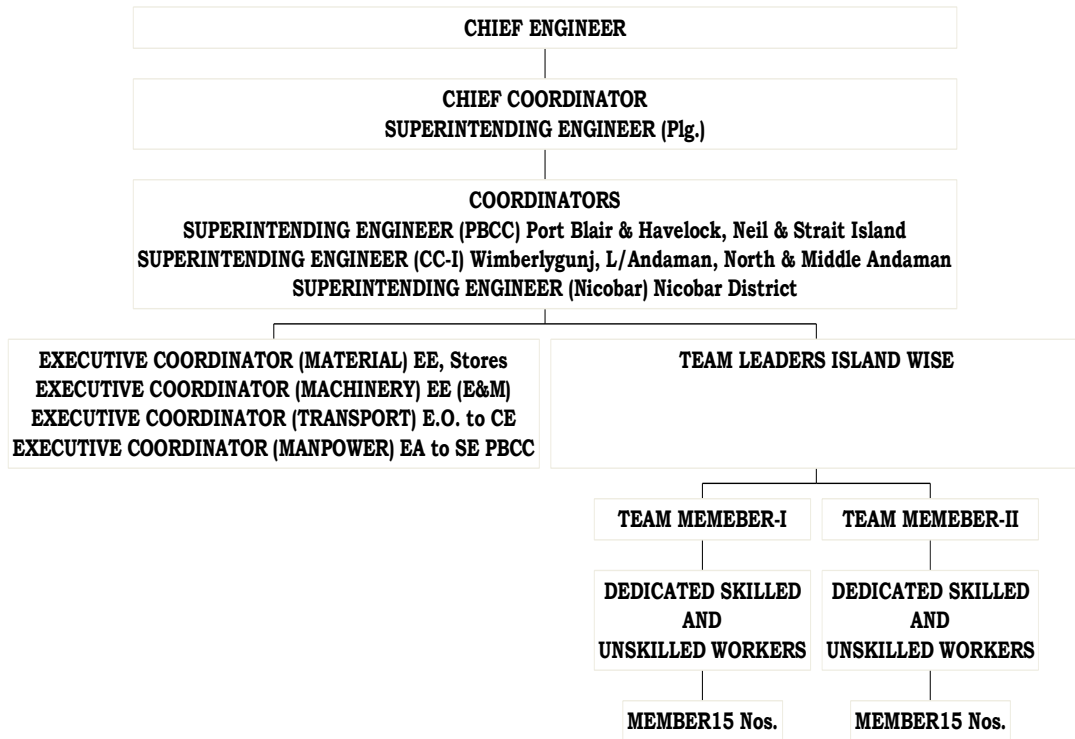 CHIEF ENGINEER
CHIEF COORDINATOR
SUPERINTENDING ENGINEER (Plg.)
COORDINATORS
SUPERINTENDING ENGINEER (PBCC) Port Blair & Havelock, Neil & Strait Island
SUPERINTENDING ENGINEER (CC-I) Wimberlygunj, L/Andaman, North & Middle Andaman
SUPERINTENDING ENGINEER (Nicobar) Nicobar District
EXECUTIVE COORDINATOR (MATERIAL) EE, Stores
EXECUTIVE COORDINATOR (MACHINERY) EE (E&M)
EXECUTIVE COORDINATOR (TRANSPORT) E.O. to CE
EXECUTIVE COORDINATOR (MANPOWER) EA to SE PBCC
TEAM LEADERS ISLAND WISE
TEAM MEMEBER-I
DEDICATED SKILLED
AND
UNSKILLED WORKERS
MEMBER15 Nos.
TEAM MEMEBER-II
DEDICATED SKILLED
AND
UNSKILLED WORKERS
MEMBER15 Nos.